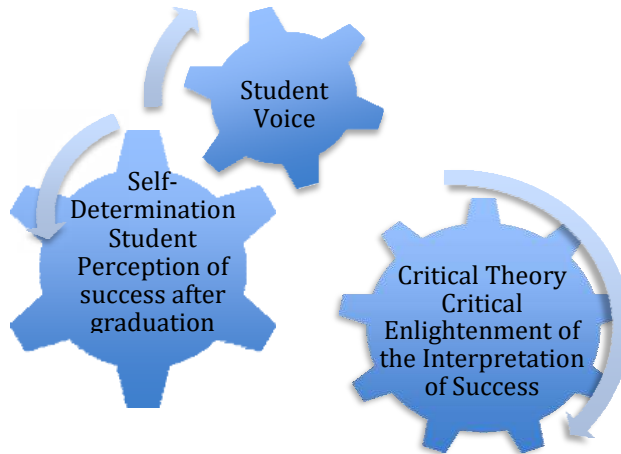 Student
Voice
Self-
Determination
Student
Perception of
success after
graduation
Critical Theory
Critical
Enlightenment of
the Interpretation
of Success